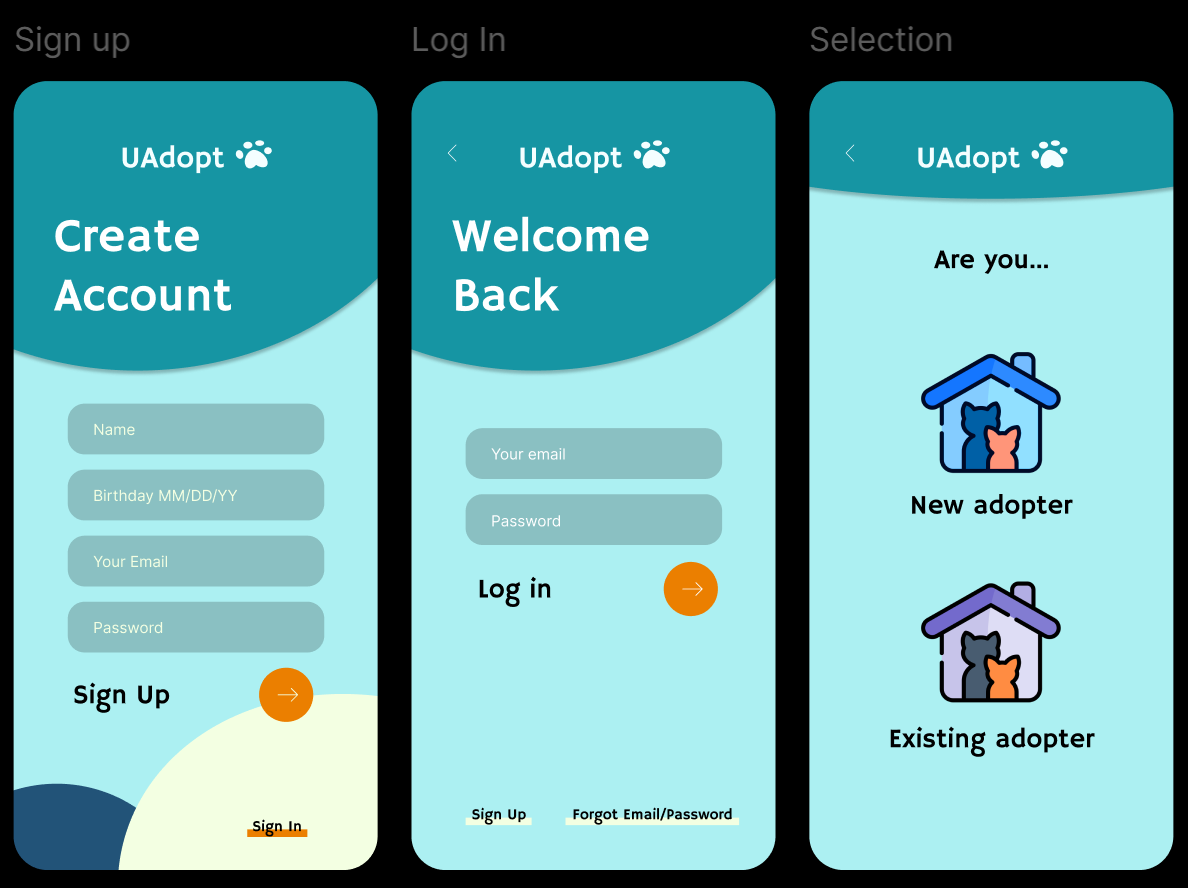 Sign up
Log In
Selection
UAdopt
Create
Account
Name
Birthday MM/DD/YY
Your Email
Password
Sign Up
Sign In
UAdopt
Welcome
Back
Your email
Password
Log in
Sign Up
Forgot Email/Password
UAdopt
Are you...
New adopter
Existing adopter